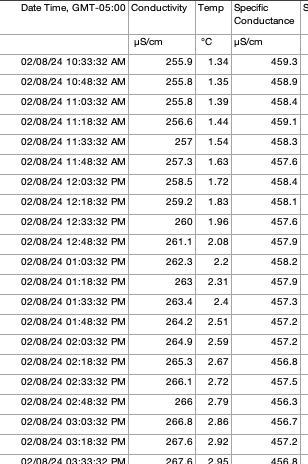 Date Time, GMT-05:00 Conductivity Temp Specific Conductance S
µS/cm °C µS/cm
02/08/24 10:33:32 AM 255.9 1.34 459.3
02/08/24 10:48:32 AM 255.8 1.35 458.9
02/08/24 11:03:32 AM 255.8 1.39 458.4
02/08/24 11:18:32 AM 256.6 1.44 459.1
02/08/24 11:33:32 AM 257 1.54 458.3
02/08/24 11:48:32 AM 257.3 1.63 457.6
02/08/24 12:03:32 PM 258.5 1.72 458.4
02/08/24 12:18:32 PM 259.2 1.83 458.1
02/08/24 12:33:32 PM 260 1.96 457.6
02/08/24 12:48:32 PM 261.1 2.08 457.9
02/08/24 01:03:32 PM 262.3 2.2 458.2
02/08/24 01:18:32 PM 263 2.31 457.9
02/08/24 01:33:32 PM 263.4 2.4 457.3
02/08/24 01:48:32 PM 264.2 2.51 457.2
02/08/24 02:03:32 PM 264.9 2.59 457.2
02/08/24 02:18:32 PM 265.3 2.67 456.8
02/08/24 02:33:32 PM 266.1 2.72 457.5
02/08/24 02:48:32 PM 266 2.79 456.3
02/08/24 03:03:32 PM 266.8 2.86 456.7
02/08/24 03:18:32 PM 267.6 2.92 457.2
02/08/24 03:33:32 PM 267.6 2.95 456.8